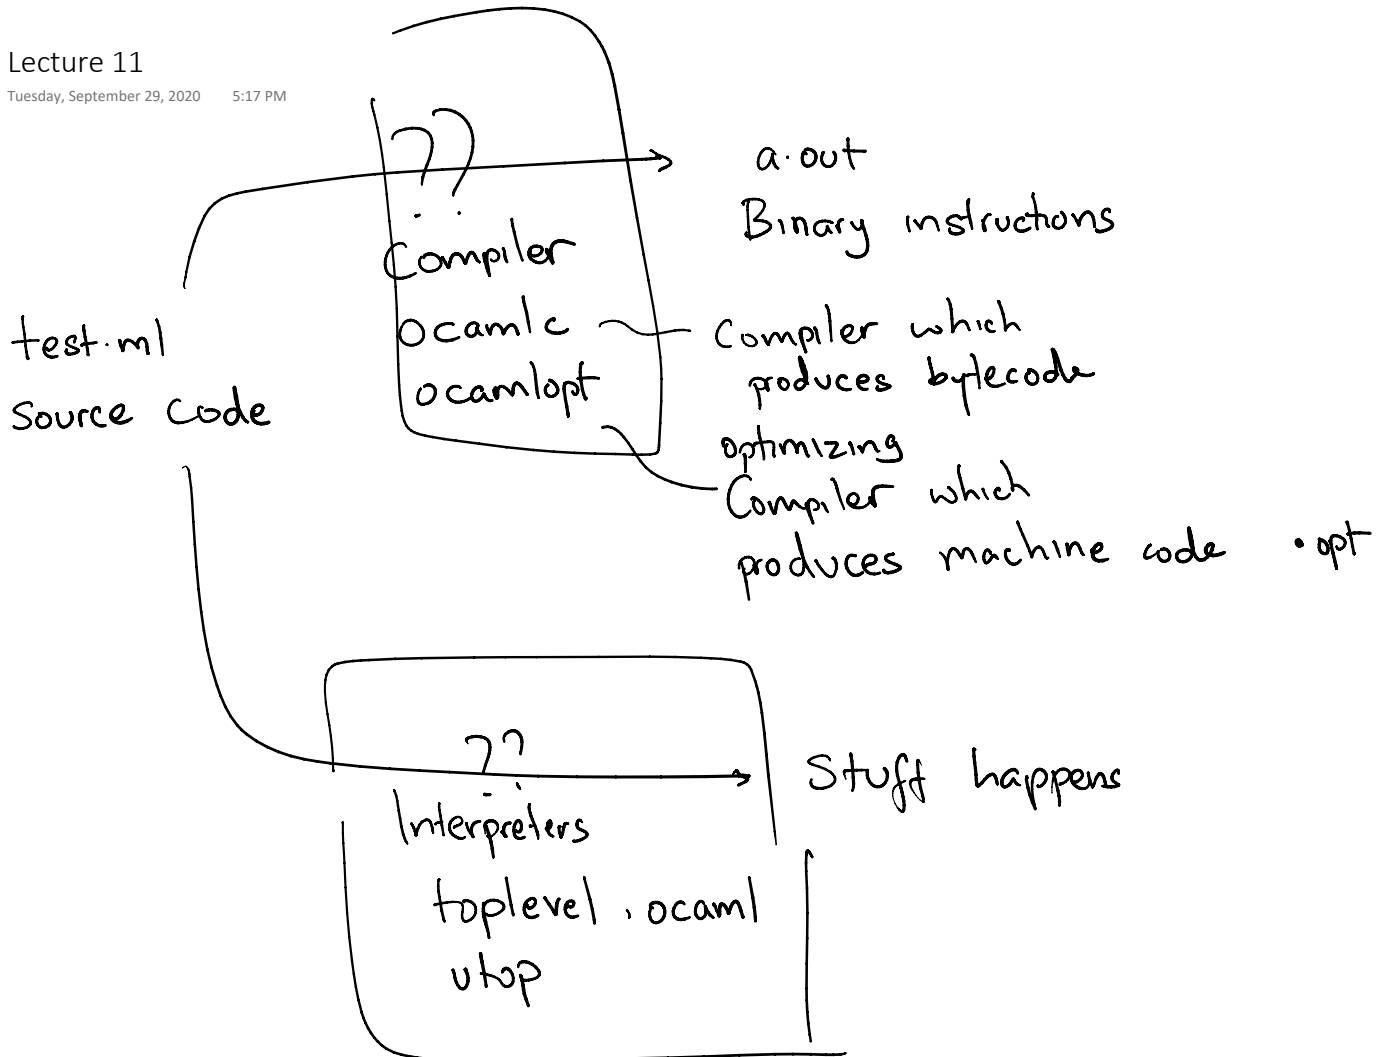 Lecture 11
Tuesday, September 29, 2020 5:17 PM
??
a.out
Binary instructions
Compiler
ocamlc
Compiler which
produces bytecode
ocamlopt
optimizing
Compiler which
produces machine code .opt
test.ml
Source code
??
Stuff happens
Interpreters
toplevel , ocaml
utop